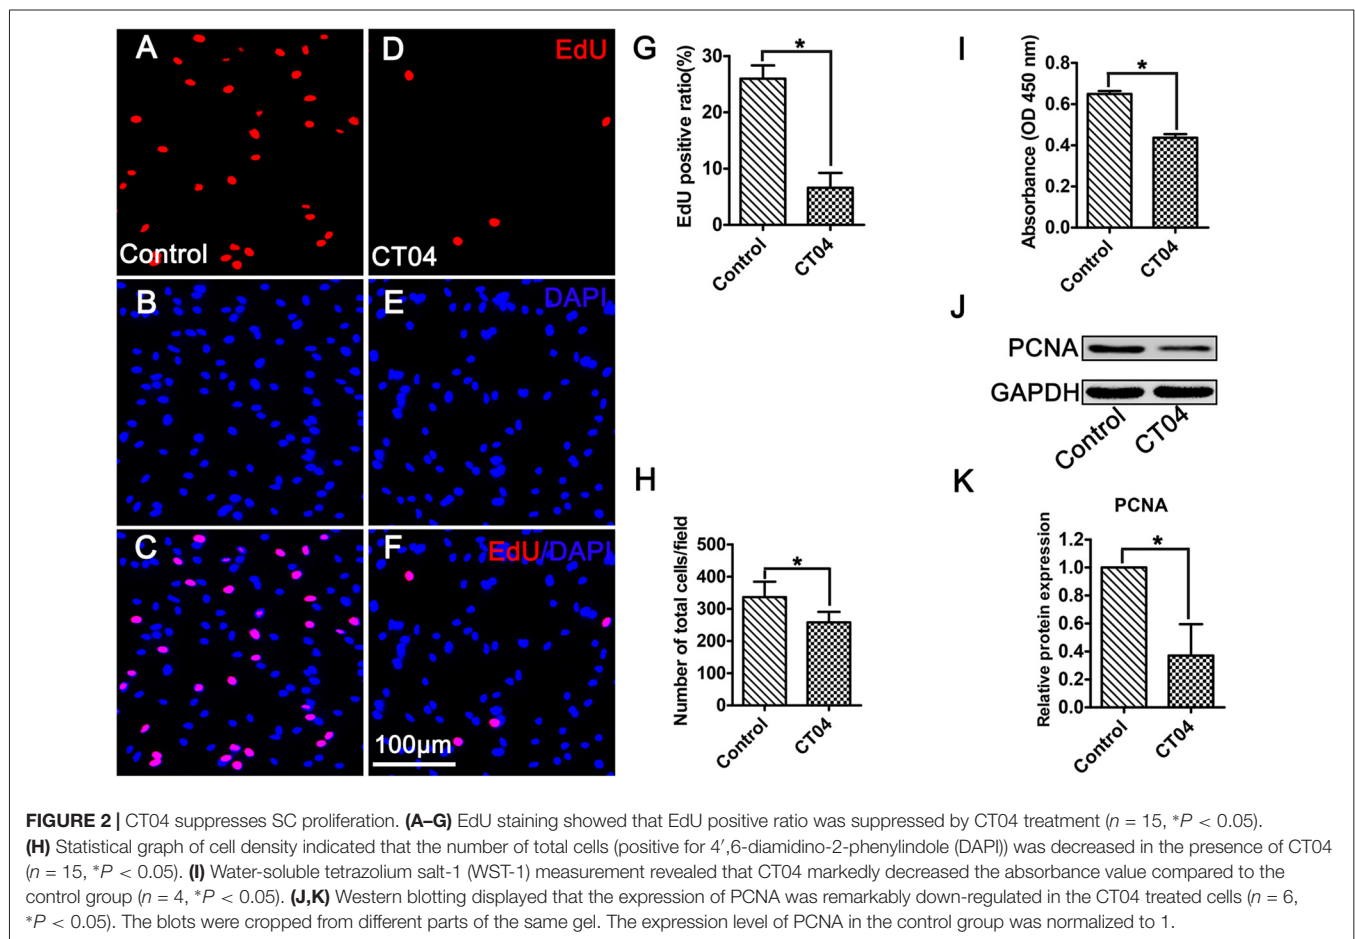 A
Control
D
EdU
CT04
B
E
DAPI
C
F
EdU/DAPI
100µm
G
EdU positive ratio(%)
30
20
10
0
*
Control
CT04
H
Number of total cells/field
500
400
300
200
100
0
*
Control
CT04
I
Absorbance (OD 450 nm)
0.8
0.6
0.4
0.2
0.0
*
Control
CT04
J
PCNA
GAPDH
Control
CT04
K
PCNA
Relative protein expression
1.2
1.0
0.8
0.6
0.4
0.2
0.0
*
Control
CT04
FIGURE 2 | CT04 suppresses SC proliferation. (A–G) EdU staining showed that EdU positive ratio was suppressed by CT04 treatment (n = 15, *P < 0.05).
(H) Statistical graph of cell density indicated that the number of total cells (positive for 4′,6-diamidino-2-phenylindole (DAPI)) was decreased in the presence of CT04
(n = 15, *P < 0.05). (I) Water-soluble tetrazolium salt-1 (WST-1) measurement revealed that CT04 markedly decreased the absorbance value compared to the
control group (n = 4, *P < 0.05). (J,K) Western blotting displayed that the expression of PCNA was remarkably down-regulated in the CT04 treated cells (n = 6,
*P < 0.05). The blots were cropped from different parts of the same gel. The expression level of PCNA in the control group was normalized to 1.